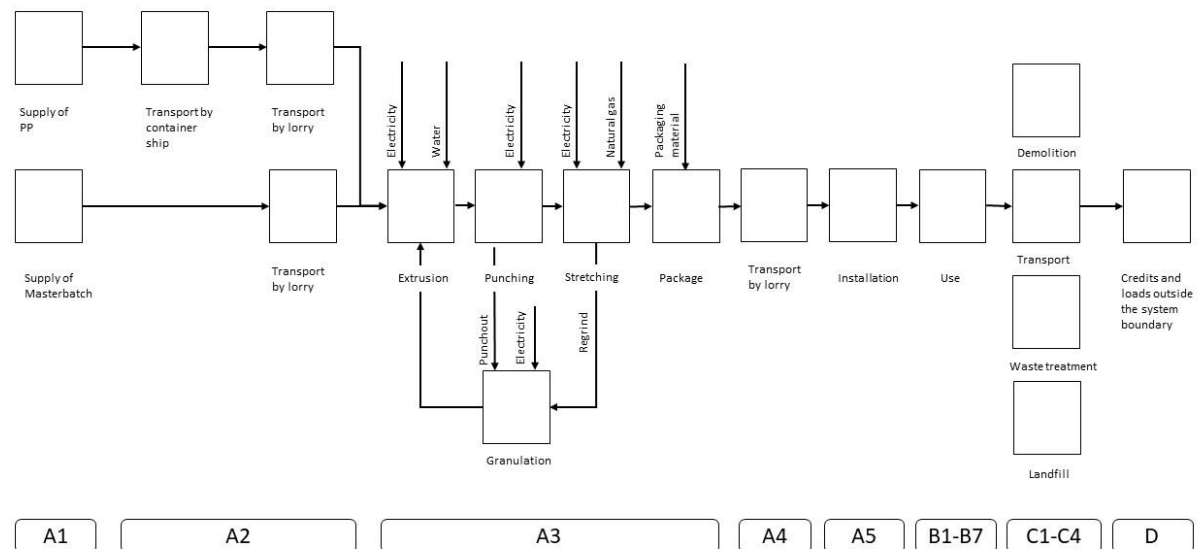 Supply of
PP
Transport by
container
ship
Transport
by lorry
Electricity
Water
Electricity
Electricity
Natural gas
Packaging
material
Demolition
Supply of
Masterbatch
Transport
by lorry
Extrusion
Punching
Stretching
Package
Transport
by lorry
Installation
Use
Transport
Credits and
loads outside
the system
boundary
Punchout
Electricity
Regrind
Waste treatment
Granulation
Landfill
A1
A2
A3
A4
A5
B1-B7
C1-C4
D